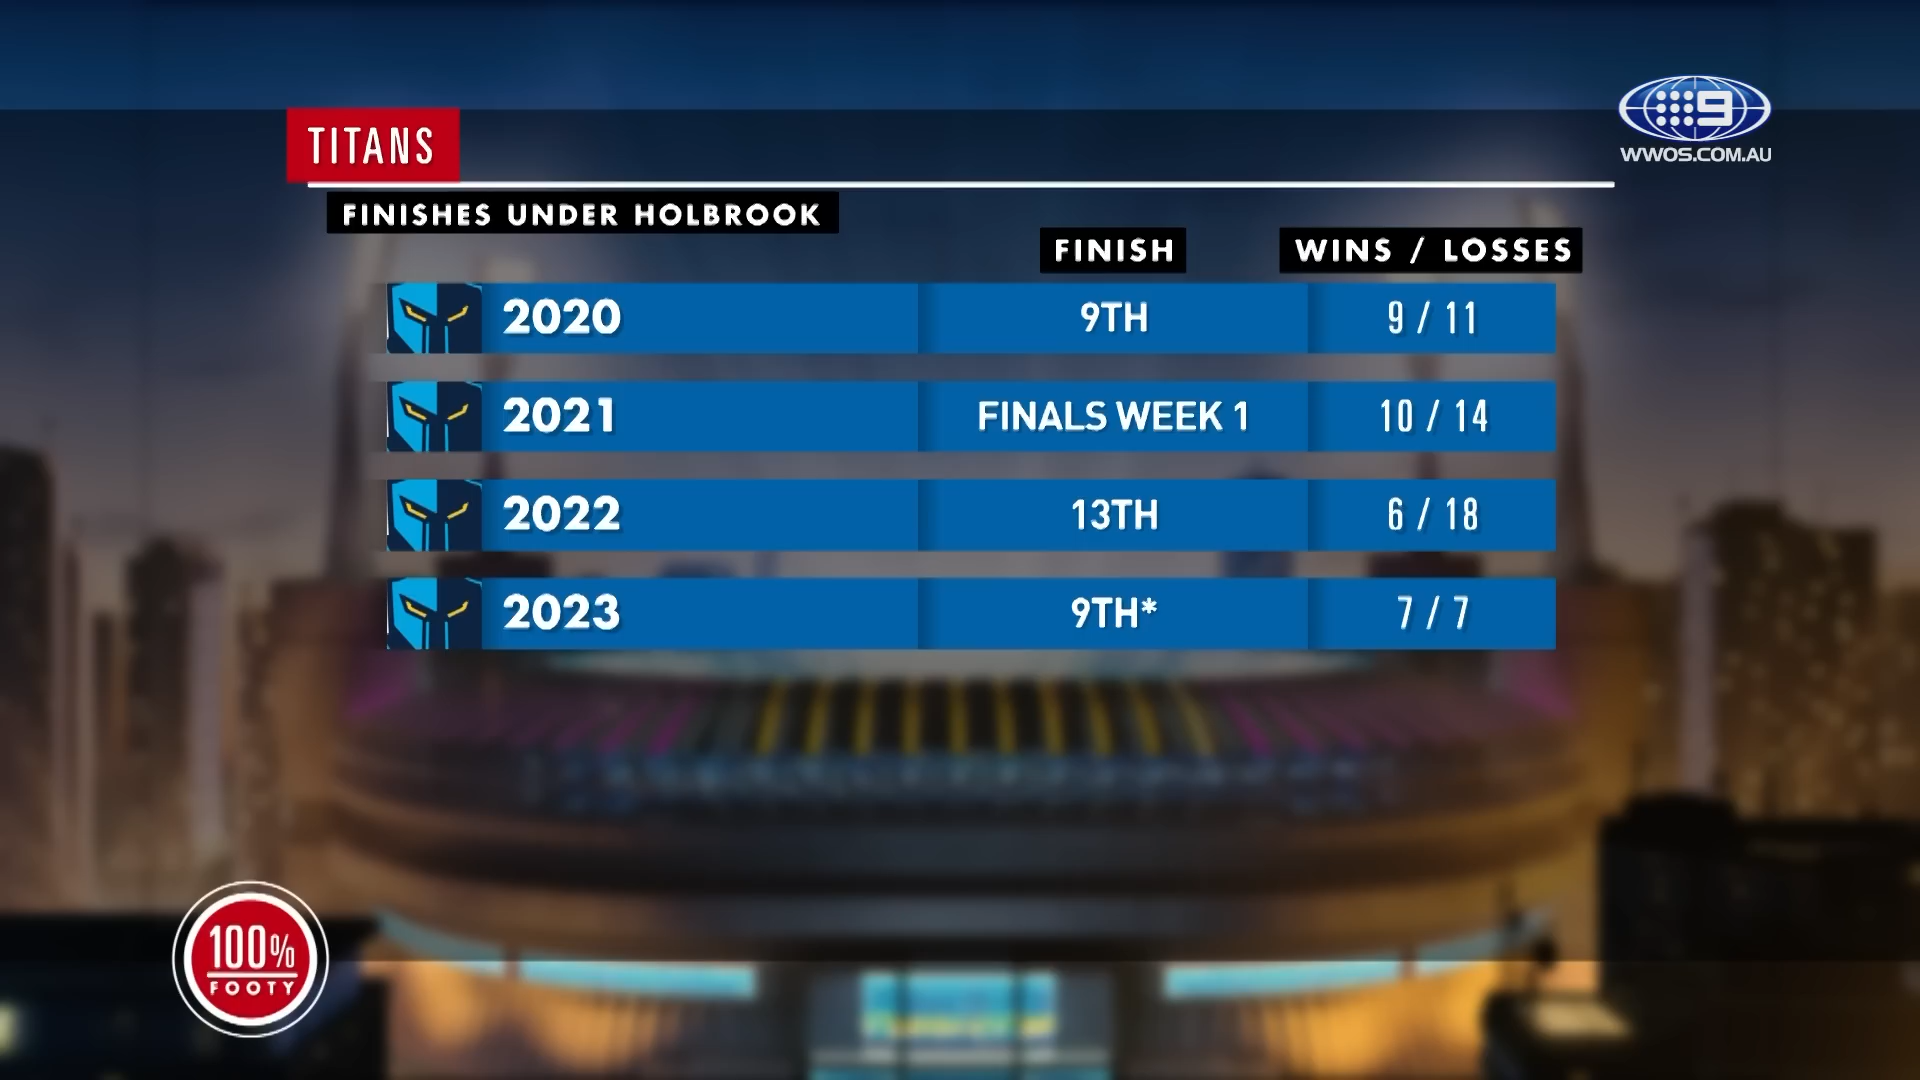 TITANS
9
WWOS.COM.AU
FINISHES UNDER HOLBROOK
FINISH WINS / LOSSES
2020 9TH 9 / 11
2021 FINALS WEEK 1 10 / 14
2022 13TH 6 / 18
2023 9TH* 7 / 7
100%
FOOTY